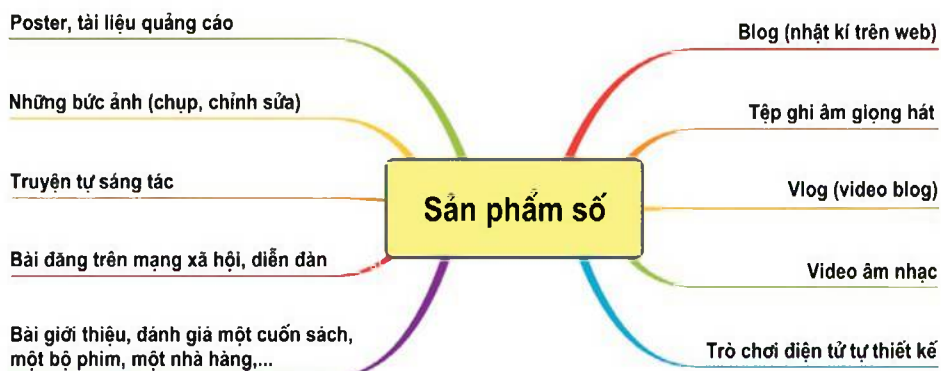 Poster, tài liệu quảng cáo
Những bức ảnh (chụp, chỉnh sửa)
Truyện tự sáng tác
Bài đăng trên mạng xã hội, diễn đàn
Bài giới thiệu, đánh giá một cuốn sách,
một bộ phim, một nhà hàng,...
Sản phẩm số
Blog (nhật kí trên web)
Tệp ghi âm giọng hát
Vlog (video blog)
Video âm nhạc
Trò chơi điện tử tự thiết kế